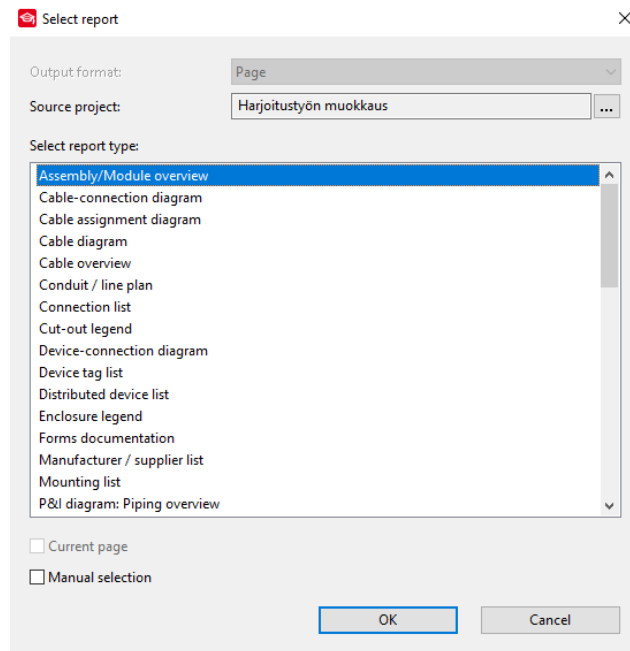 Select report
Output format: Page
Source project: Harjoitustyön muokkaus ...
Select report type:
Assembly/Module overview
Cable-connection diagram
Cable assignment diagram
Cable diagram
Cable overview
Conduit / line plan
Connection list
Cut-out legend
Device-connection diagram
Device tag list
Distributed device list
Enclosure legend
Forms documentation
Manufacturer / supplier list
Mounting list
P&I diagram: Piping overview
Current page
Manual selection
OK Cancel